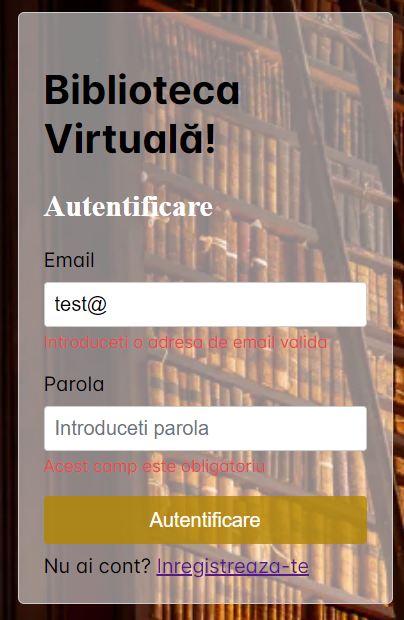 Biblioteca
Virtuală!
Autentificare
Email
test@
Introduceti o adresa de email valida
Parola
Introduceti parola
Acest camp este obligatoriu
Autentificare
Nu ai cont? Inregistreaza-te